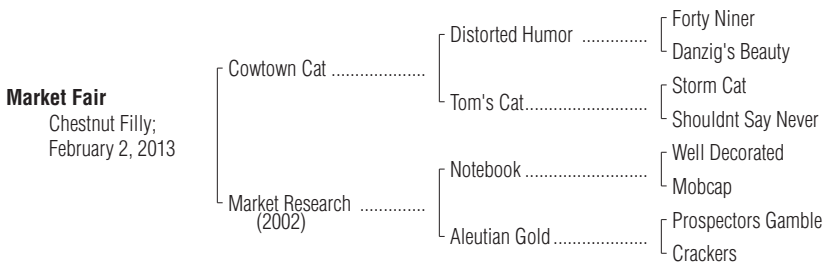 Forty Niner
Distorted Humor ..............
Danzig's Beauty
Cowtown Cat .....................
Storm Cat
Tom's Cat...........................
Shouldnt Say Never
Market Fair
Chestnut Filly;
February 2, 2013
Well Decorated
Notebook ...........................
Mobcap
Market Research ..............
(2002)
Prospectors Gamble
Aleutian Gold.....................
Crackers